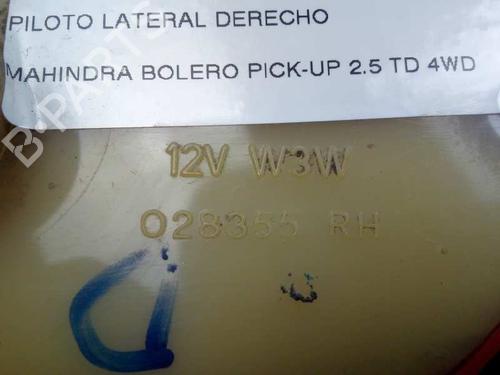 PILOTO LATERAL DERECHO
MAHINDRA BOLERO PICK-UP 2.5 TD 4WD
12V W3W
028355 RH
D